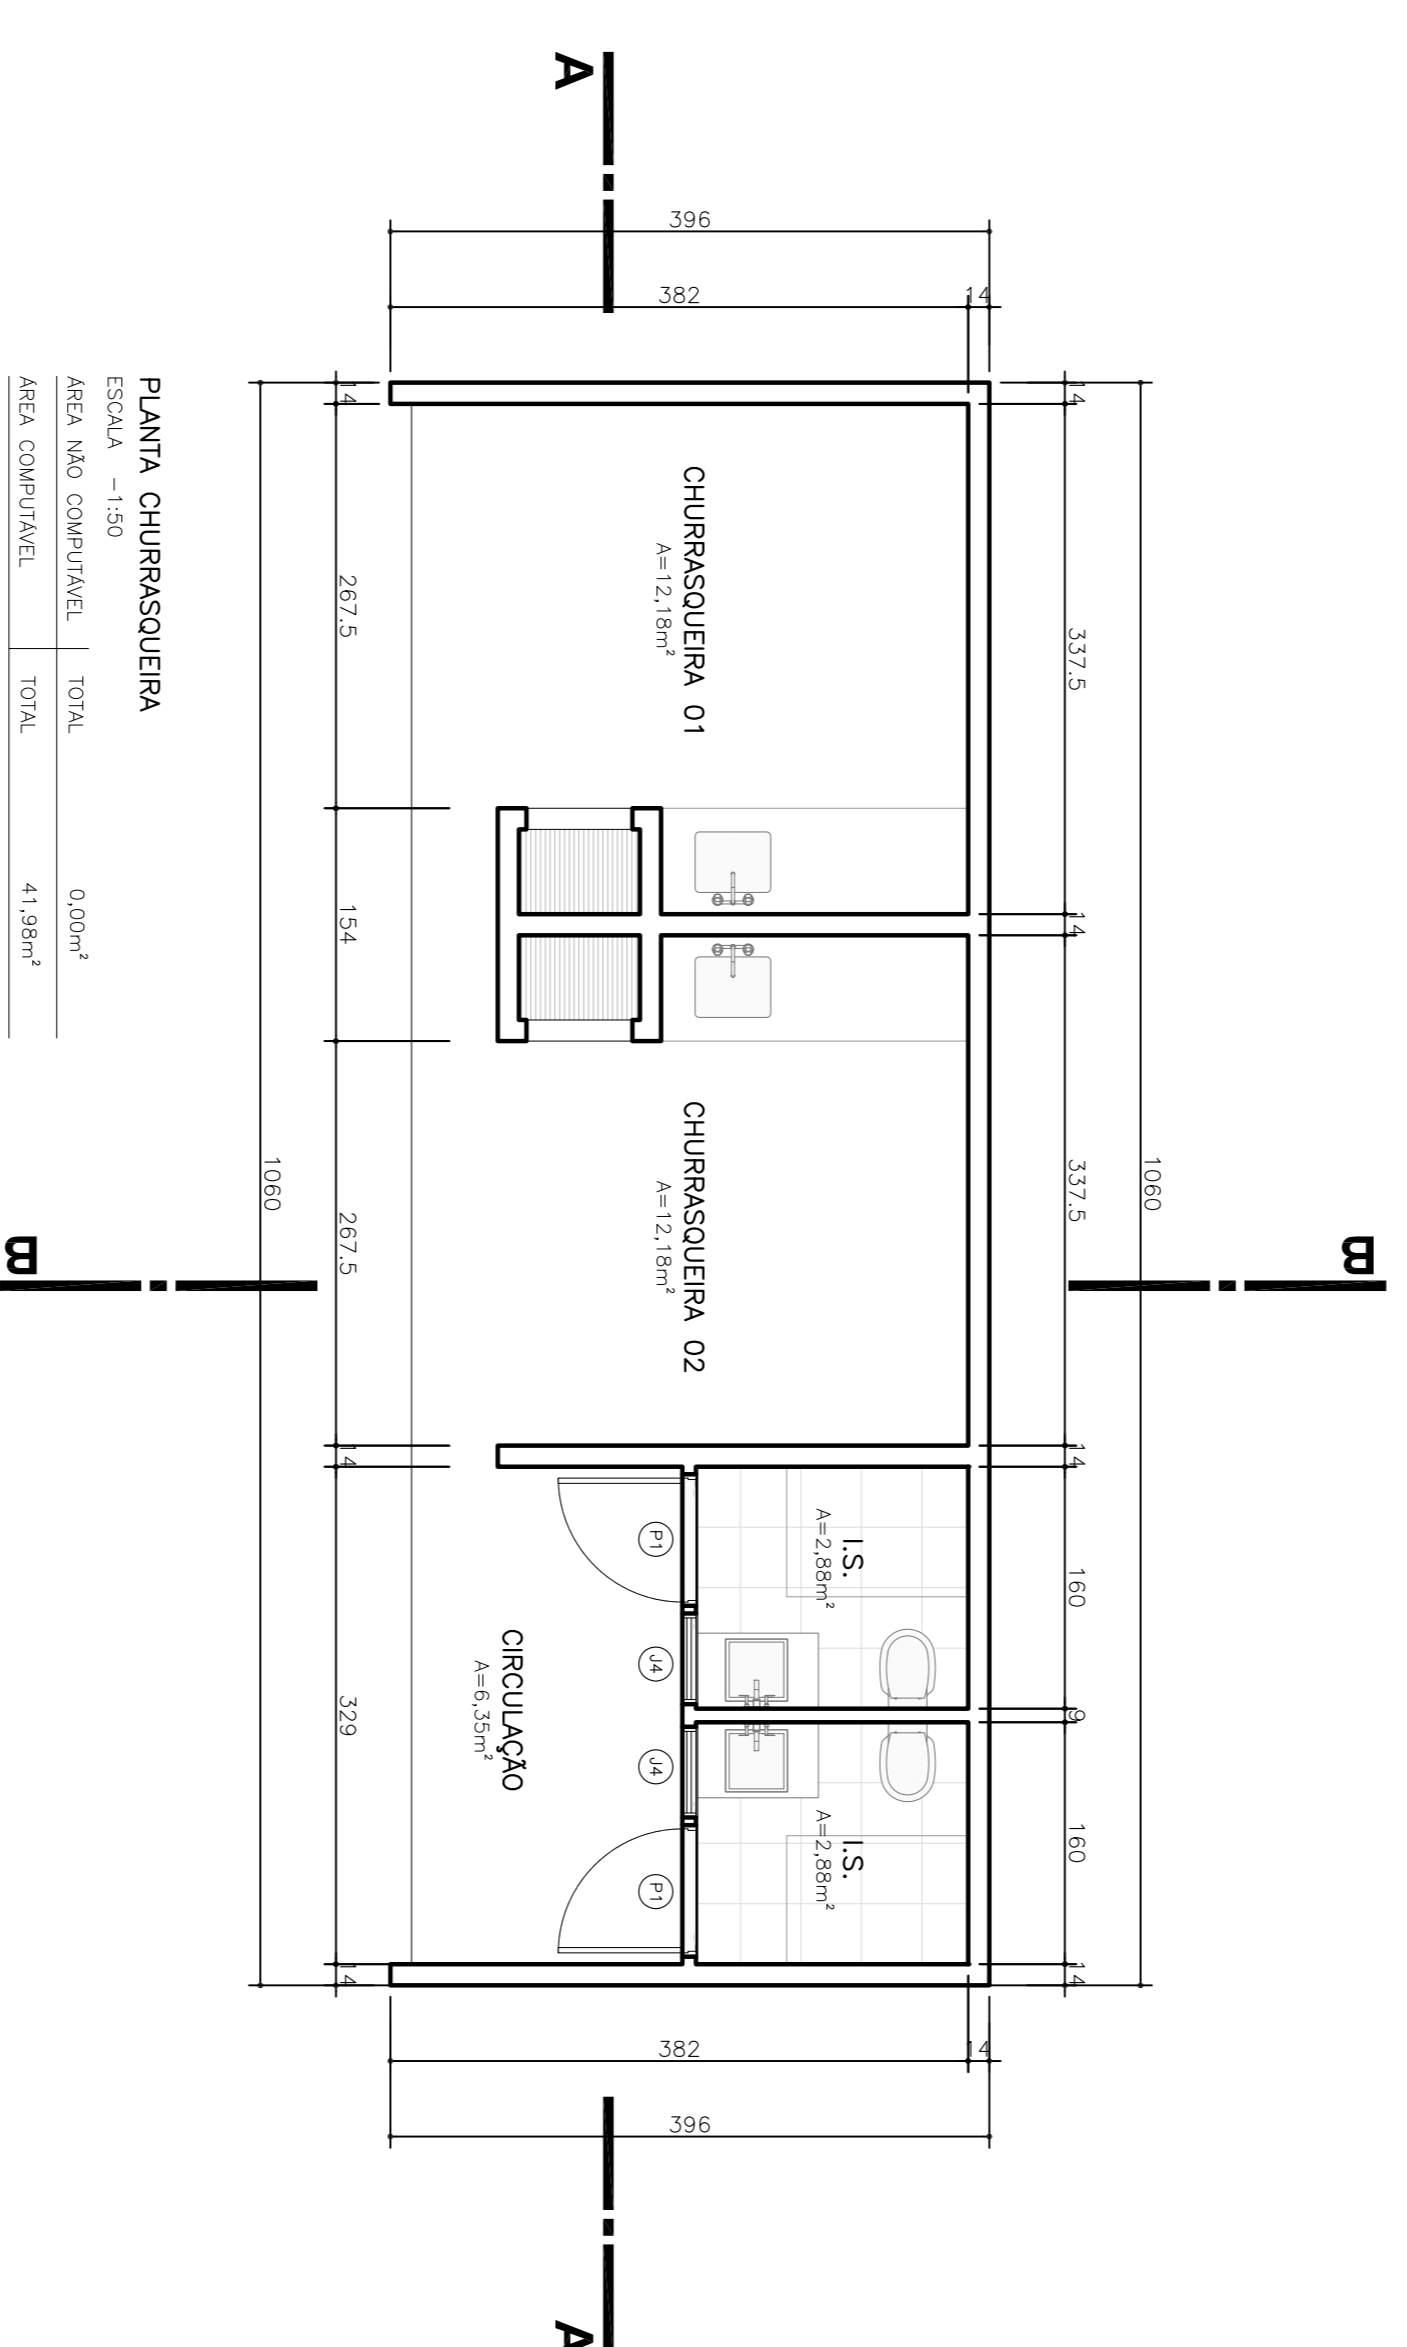 B
1060
14 337.5 14 337.5 14 160 9 160 14
14 14
I.S. I.S.
A=2,88m² A=2,88m²
396 382 382 396
CHURRASQUEIRA 01 CHURRASQUEIRA 02
A=12,18m² A=12,18m²
P1 J4 J4 P1
A A
CIRCULAÇÃO
A=6,35m²
14 267.5 154 267.5 14 329 14
1060
B
PLANTA CHURRASQUEIRA
ESCALA -1:50
ÁREA NÃO COMPUTÁVEL TOTAL 0,00m²
ÁREA COMPUTÁVEL TOTAL 41,98m²